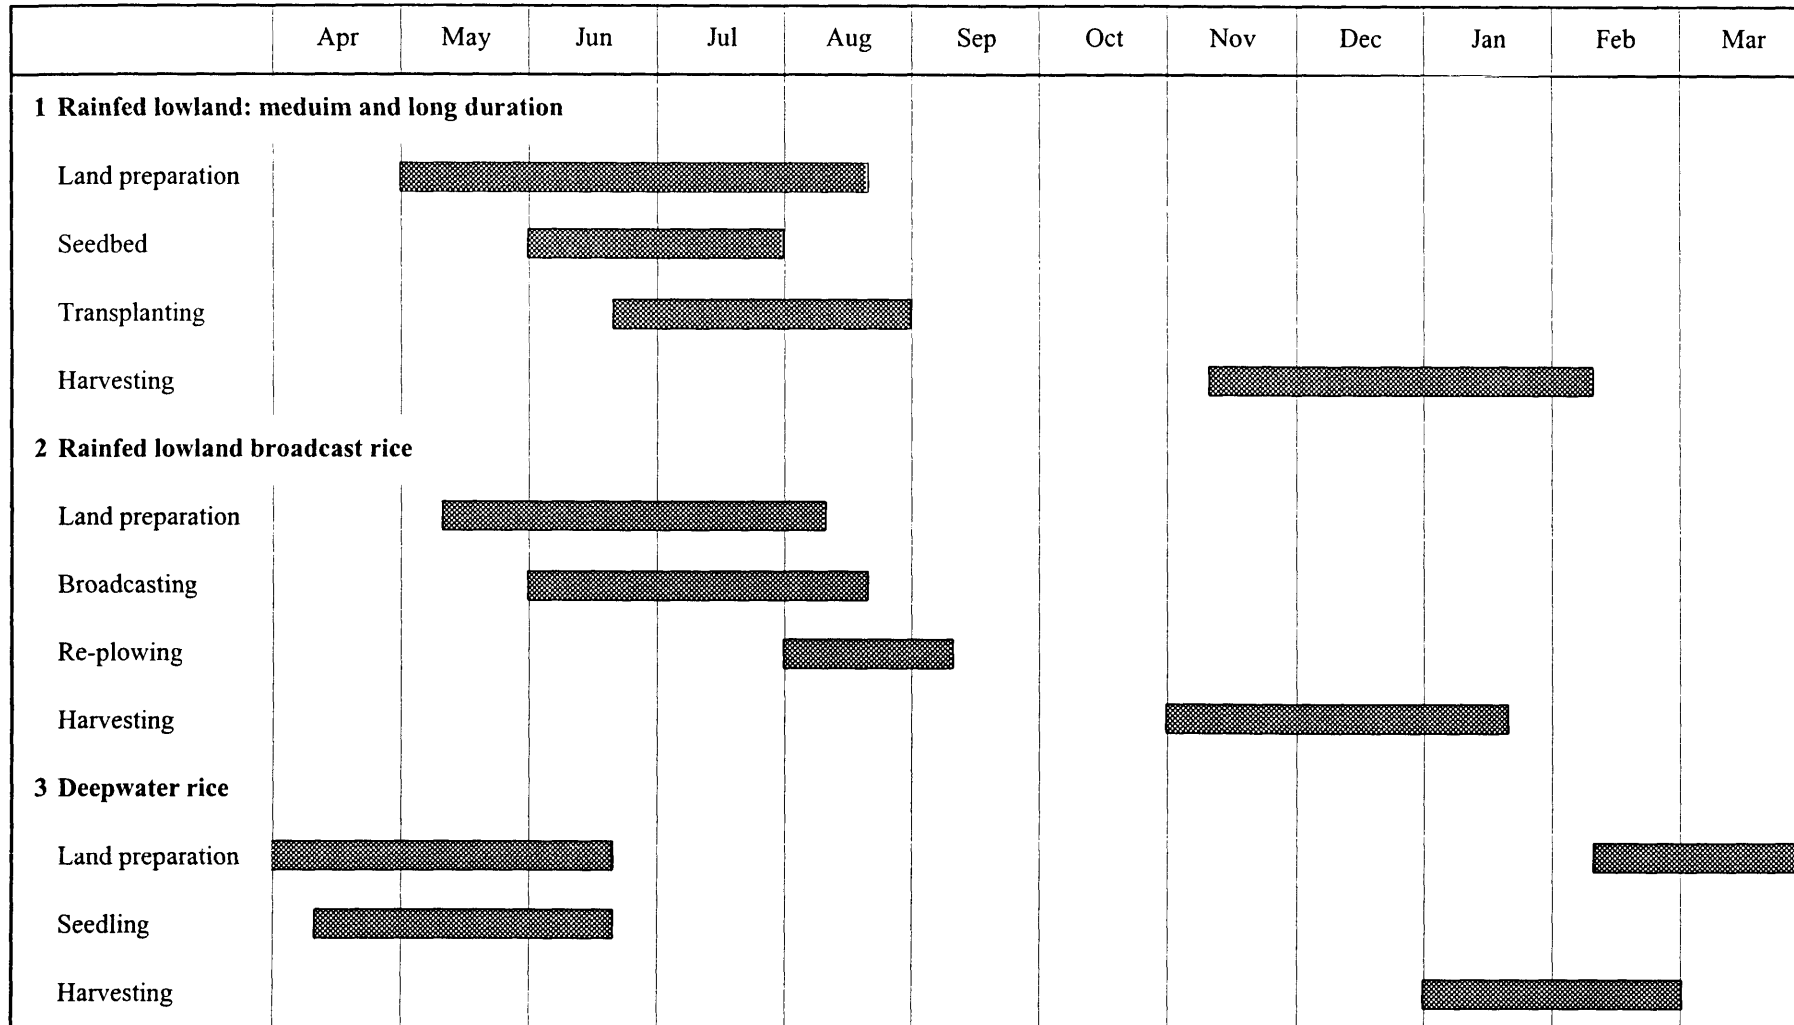 Apr May Jun Jul Aug Sep Oct Nov Dec Jan Feb Mar
1 Rainfed lowland: meduim and long duration
Land preparation
Seedbed
Transplanting
Harvesting
2 Rainfed lowland broadcast rice
Land preparation
Broadcasting
Re-plowing
Harvesting
3 Deepwater rice
Land preparation
Seedling
Harvesting